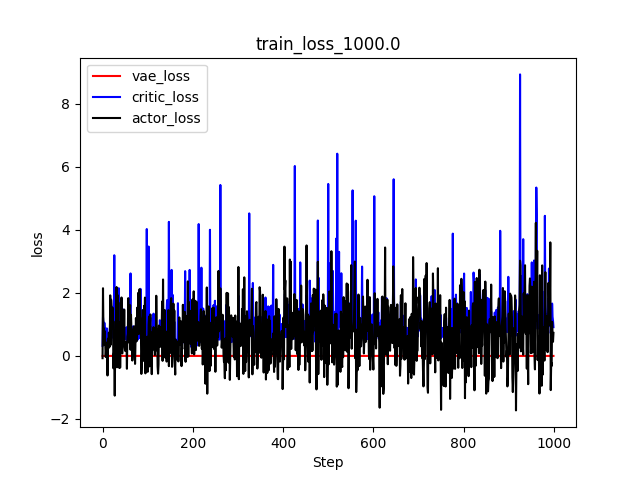 train_loss_1000.0
vae_loss
critic_loss
actor_loss
loss
8
6
4
2
0
−2
0 200 400 600 800 1000
Step